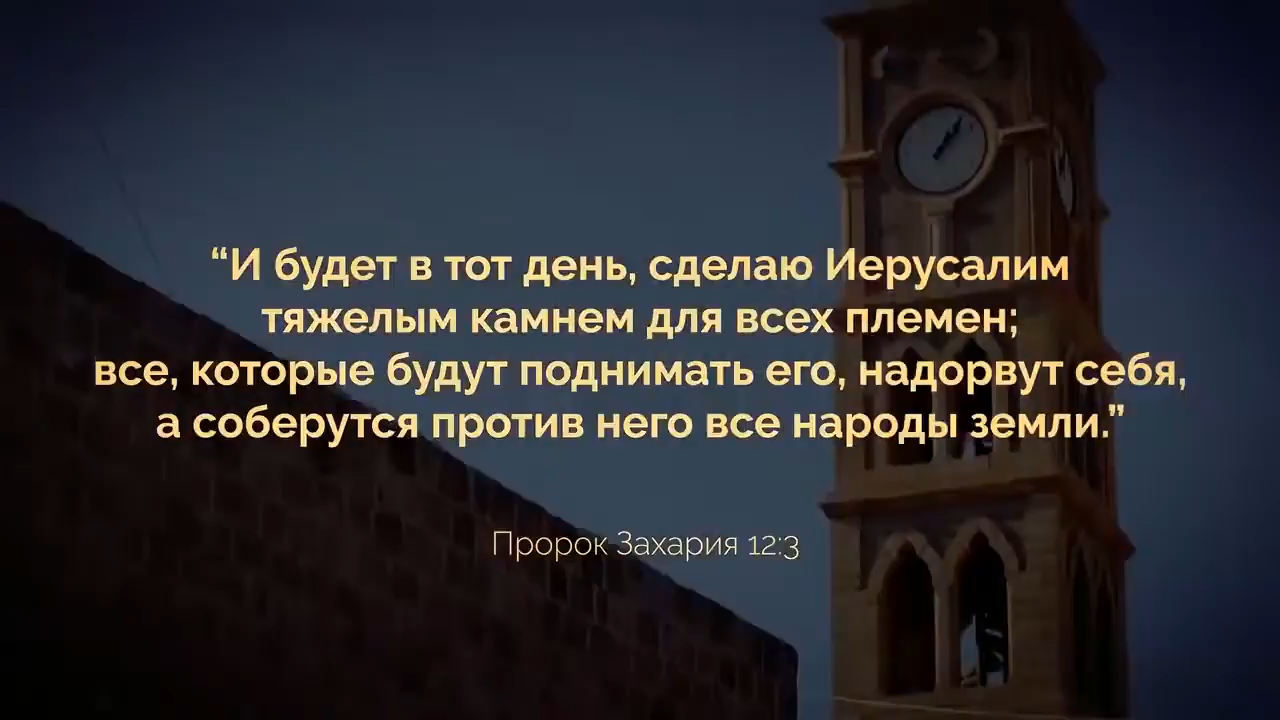 “И будет в тот день, сделаю Иерусалим
тяжелым камнем для всех племен;
все, которые будут поднимать его, надорвут себя,
а соберутся против него все народы земли.”
Пророк Захария 12:3